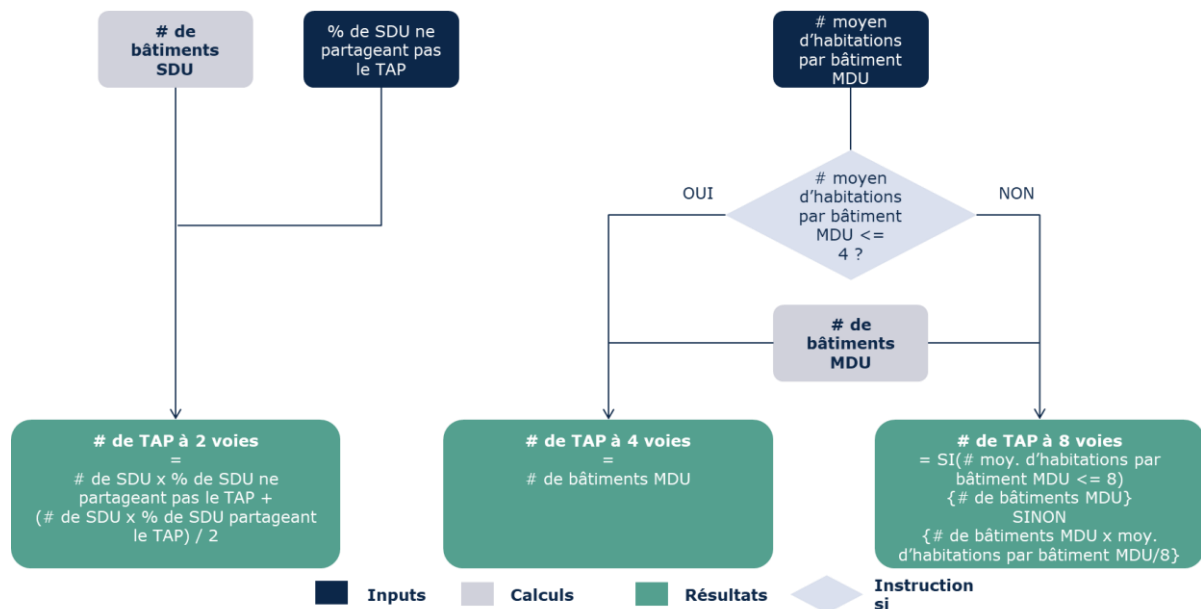 # de
bâtiments
SDU
% de SDU ne
partageant pas
le TAP
# moyen
d'habitations
par bâtiment
MDU
OUI
# moyen
d'habitations
par bâtiment
MDU <=
4 ?
NON
# de
bâtiments
MDU
# de TAP à 2 voies
=
# de SDU x % de SDU ne
partageant pas le TAP +
(# de SDU x % de SDU partageant
le TAP) / 2
# de TAP à 4 voies
=
# de bâtiments MDU
# de TAP à 8 voies
= SI(# moy. d'habitations par
bâtiment MDU <= 8)
{# de bâtiments MDU}
SINON
{# de bâtiments MDU x moy.
d'habitations par bâtiment MDU/8}
Inputs
Calculs
Résultats
Instruction
si